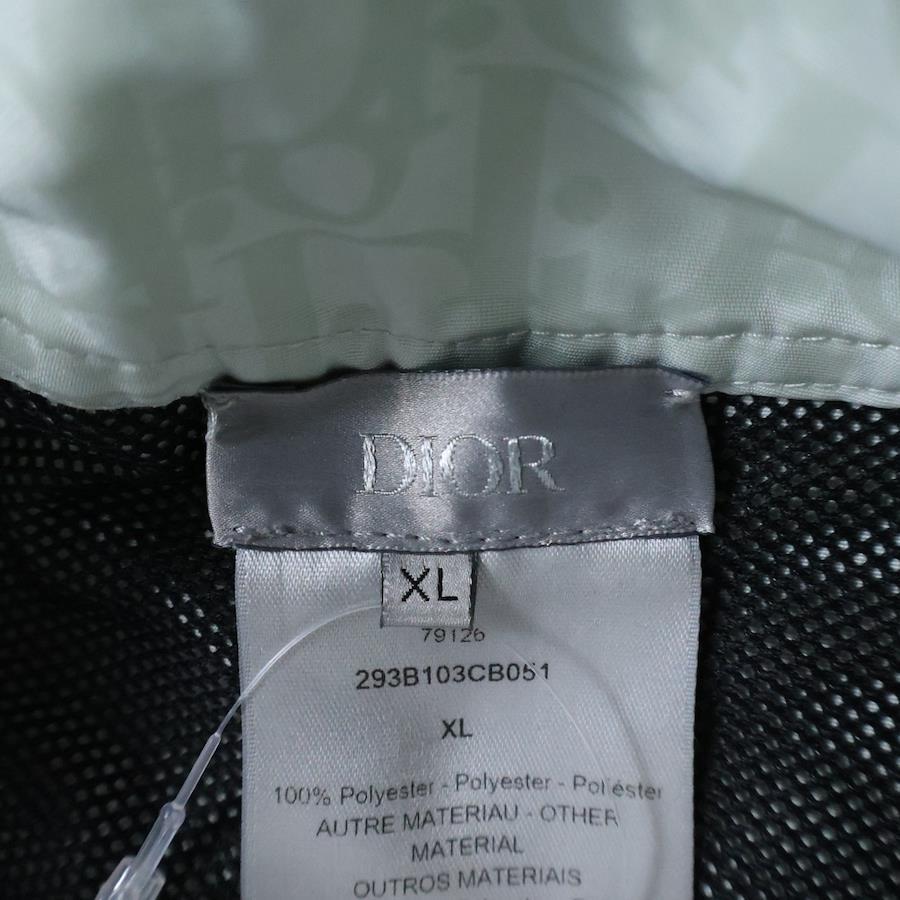 DIOR
XL
79126
293B103CB051
XL
100% Polyester - Polyester - Poliéster
AUTRE MATERIAU - OTHER
MATERIAL
OUTROS MATERIAIS